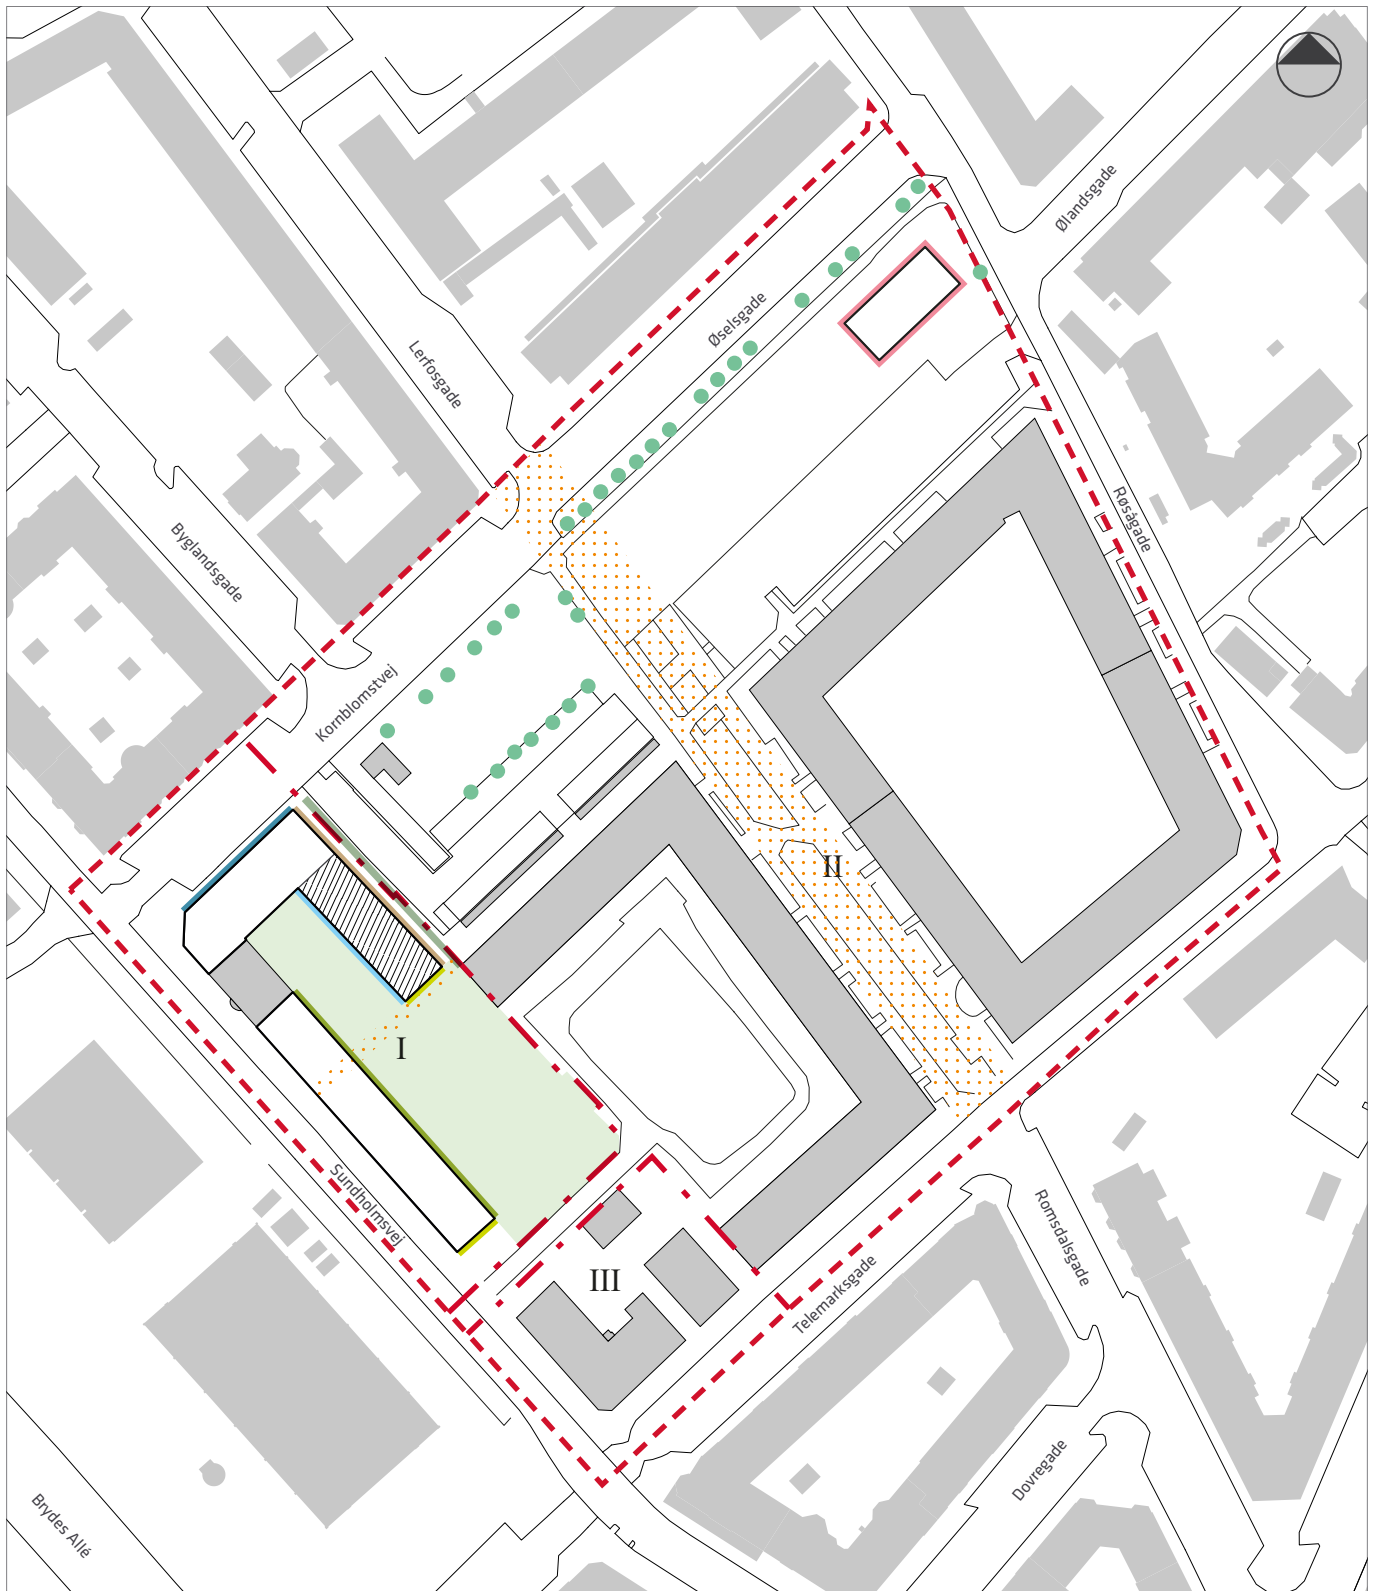 Ølandsgade
Øselsgade
Lerfosgade
Røsågade
Byglandsgade
Kornblomstvej
II
I
Sundholmsvej
III
Romsdalsgade
Telemarksgade
Dovregade
Brydes Allé